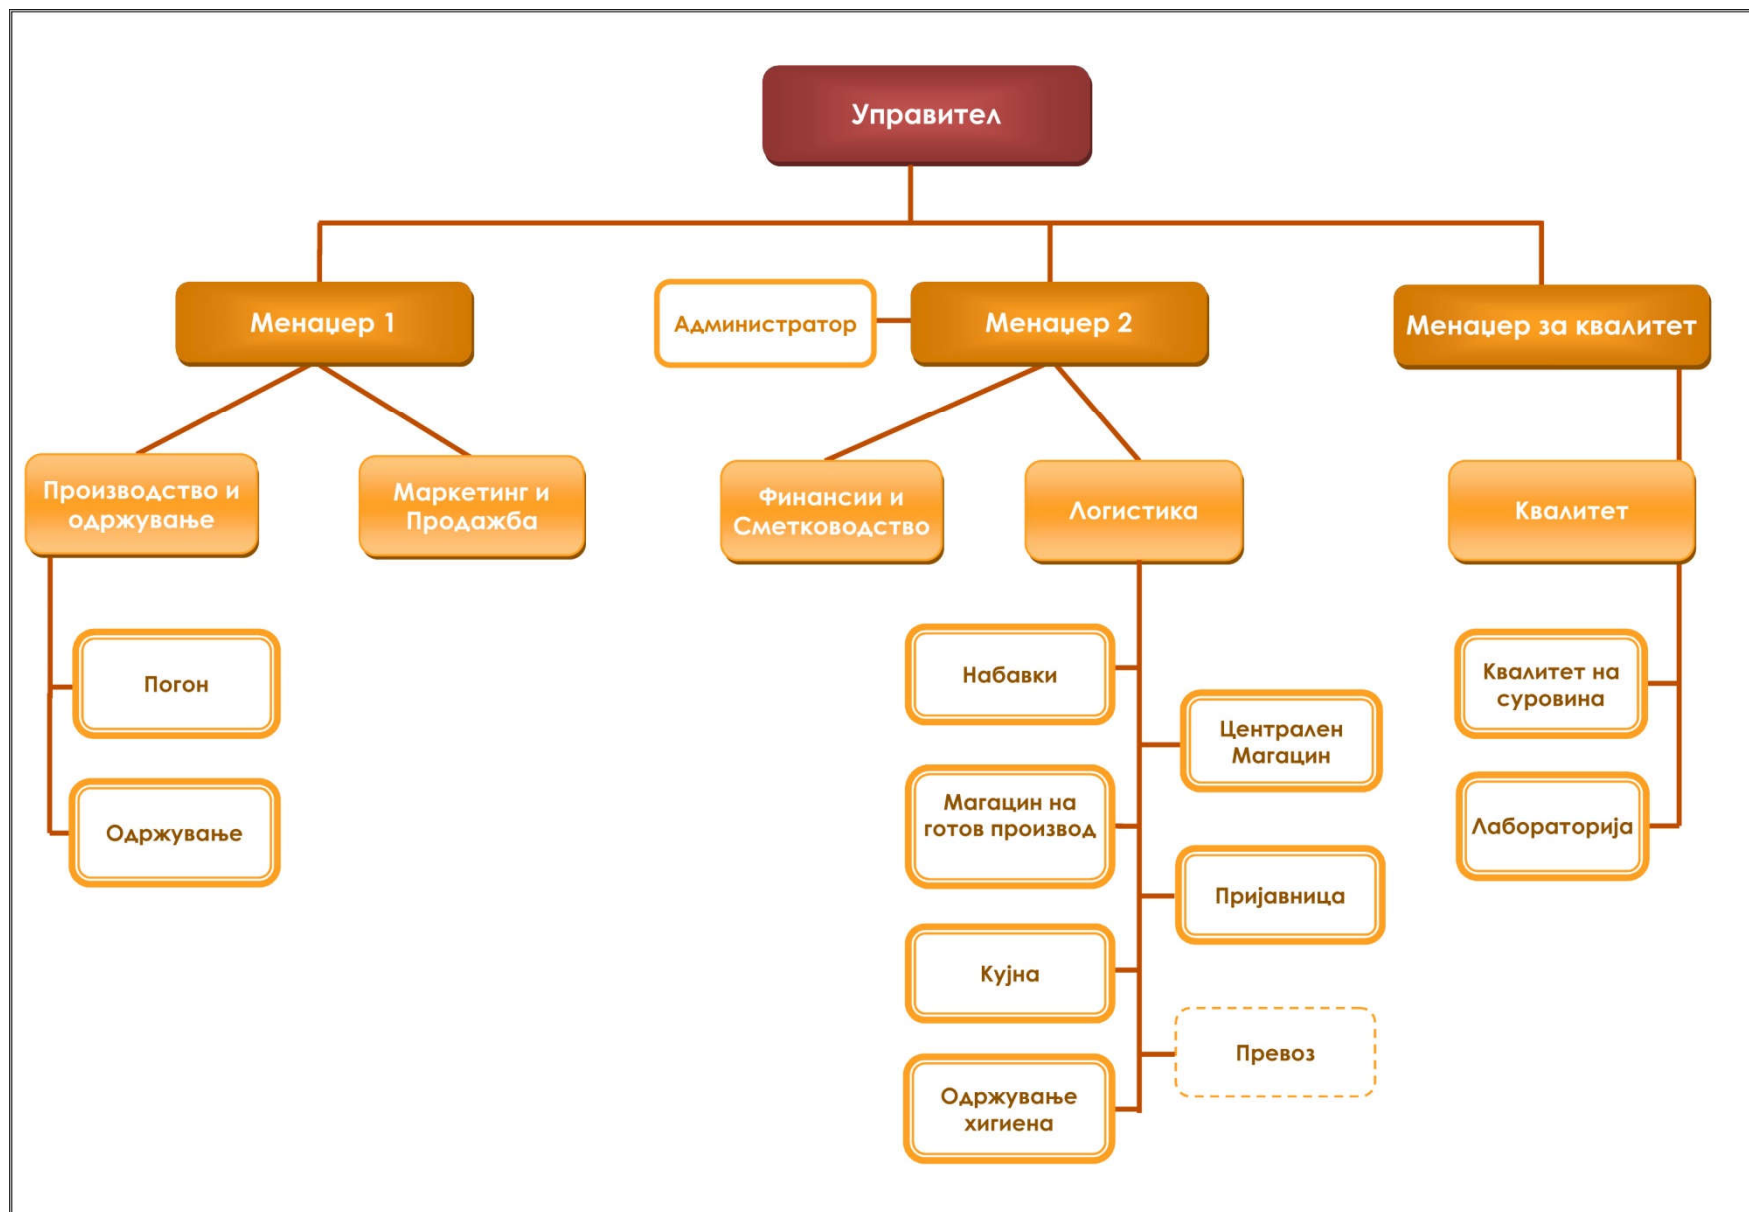 Управител
Менаџер 1
Администратор
Менаџер 2
Менаџер за квалитет
Производство и
одржување
Маркетинг и
Продажба
Финансии и
Сметководство
Логистика
Квалитет
Погон
Одржување
Набавки
Централен
Магацин
Магацин на
готов производ
Пријавница
Кујна
Превоз
Одржување
хигиена
Квалитет на
суровина
Лабораторија